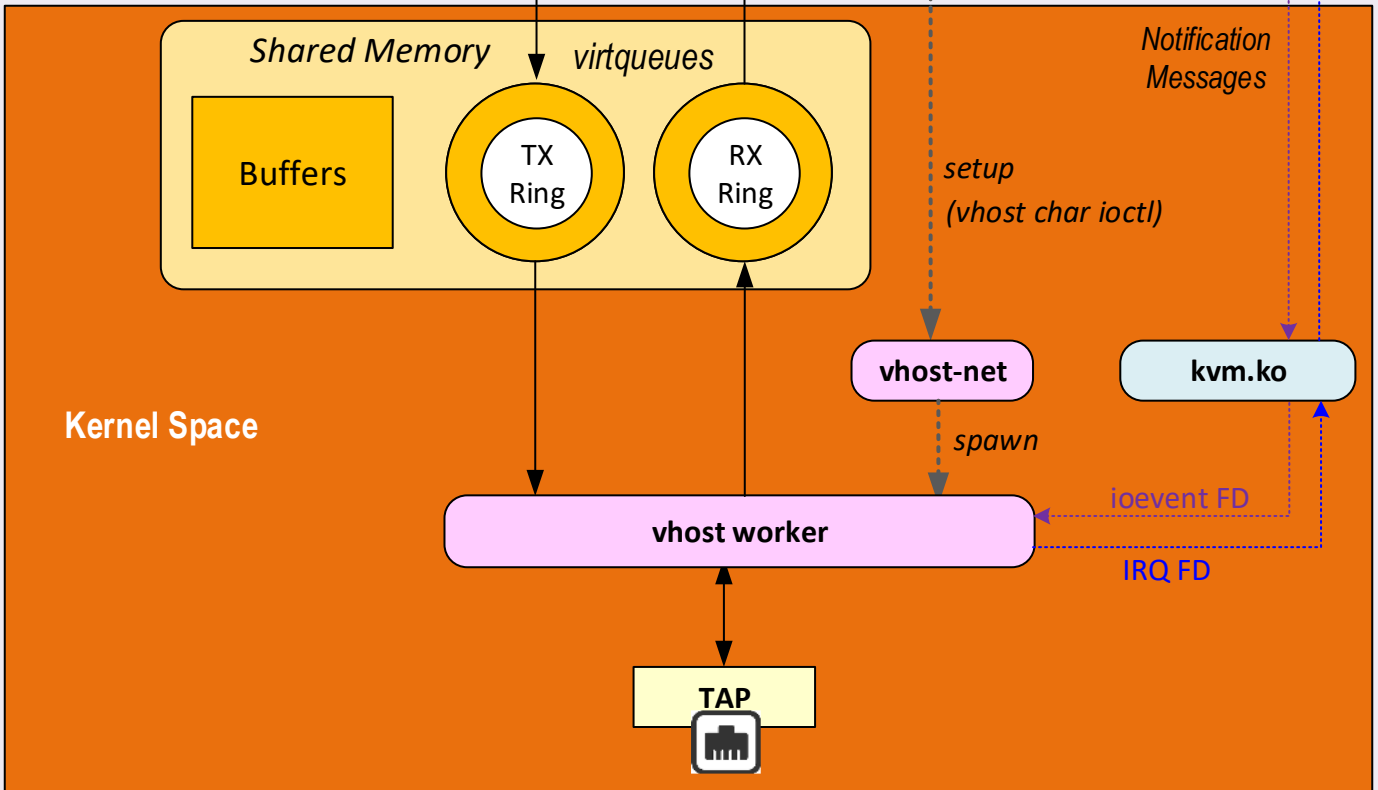 Shared Memory
virtqueues
Notification
Messages
Buffers
TX
Ring
RX
Ring
setup
(vhost char ioctl)
vhost-net
kvm.ko
Kernel Space
spawn
ioevent FD
vhost worker
IRQ FD
TAP